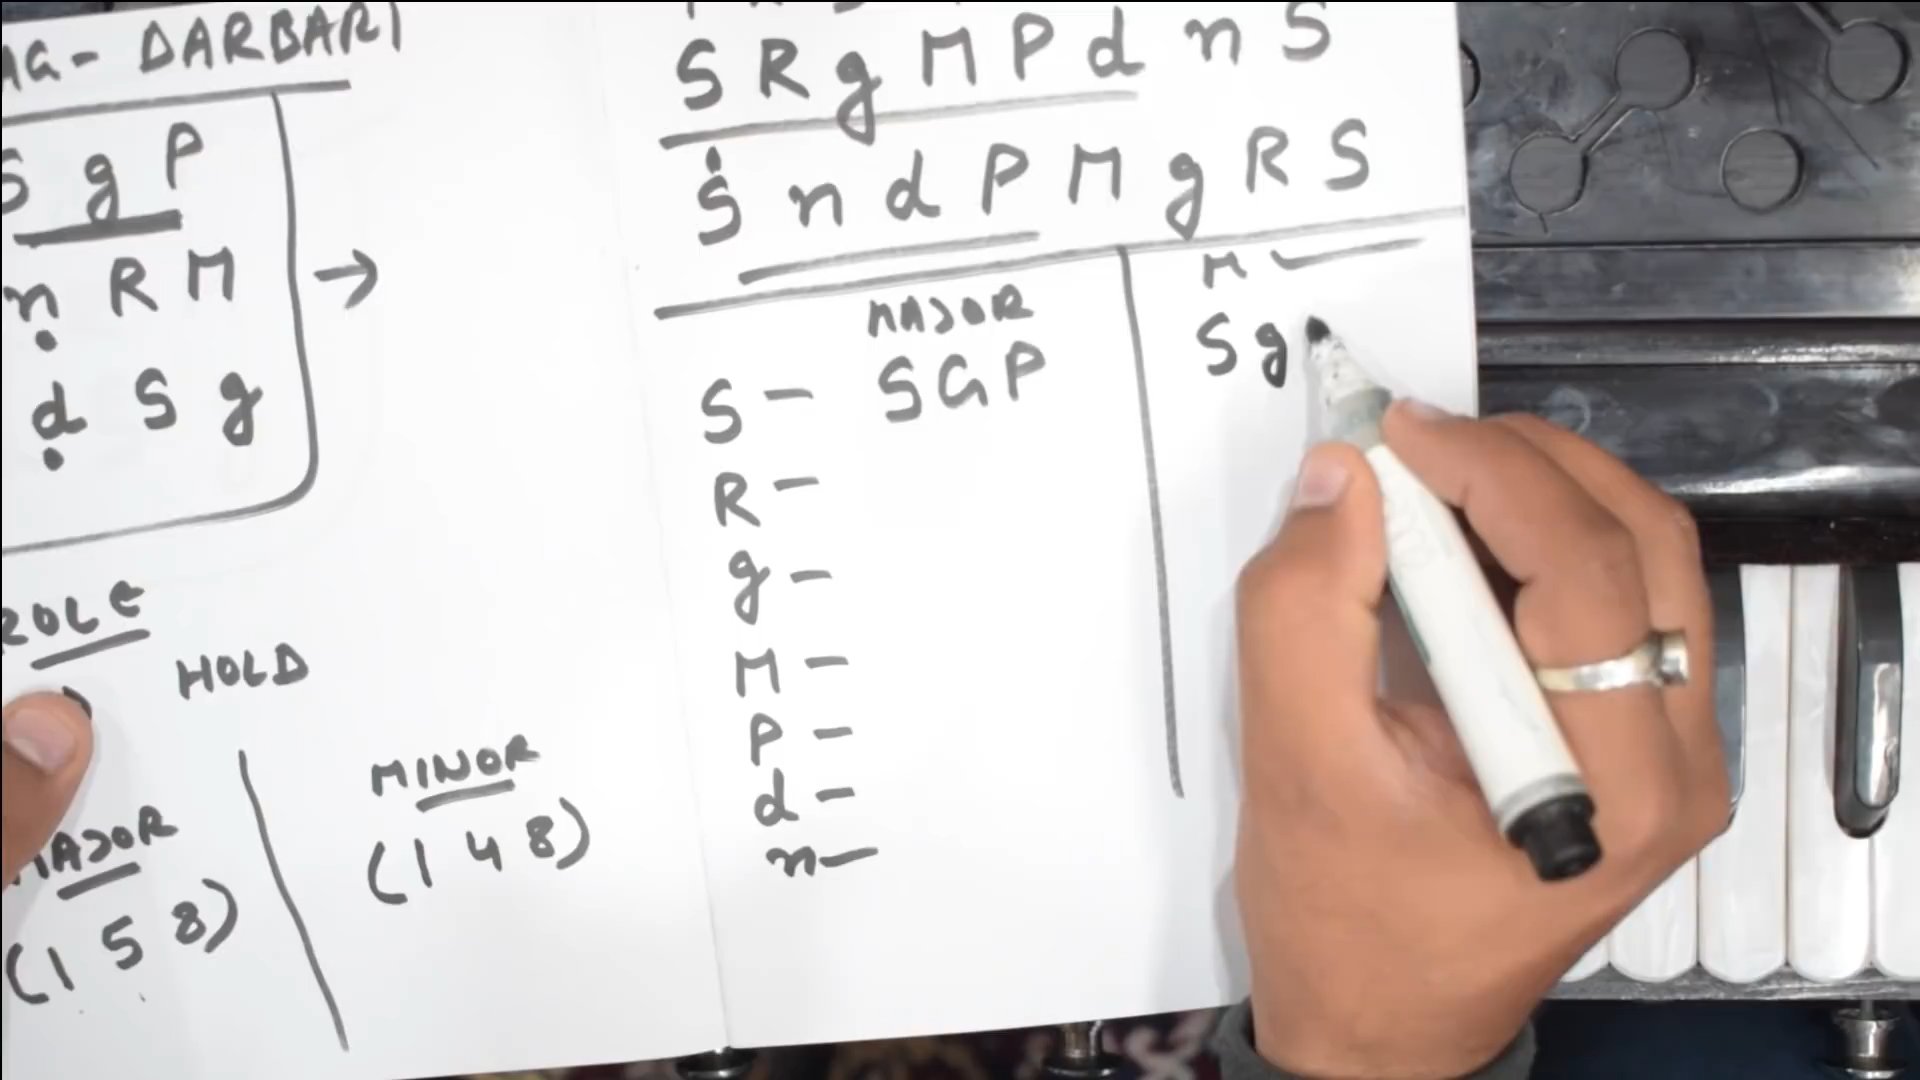 AG - DARBARI
S g P
n R M
d S g
→
ROLE
HOLD
MAJOR
(1 5 8)
MINOR
(1 4 8)
S R g M P d n S
Ṡ n d P M g R S
MAJOR
S - S G P
R -
g -
M -
P -
d -
n -
M -
S g